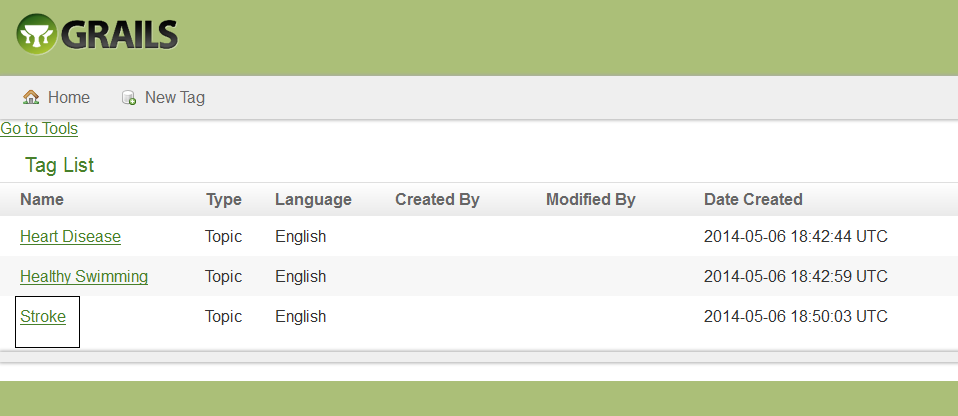 GRAILS
Home New Tag
Go to Tools
Tag List
Name Type Language Created By Modified By Date Created
Heart Disease Topic English 2014-05-06 18:42:44 UTC
Healthy Swimming Topic English 2014-05-06 18:42:59 UTC
Stroke Topic English 2014-05-06 18:50:03 UTC